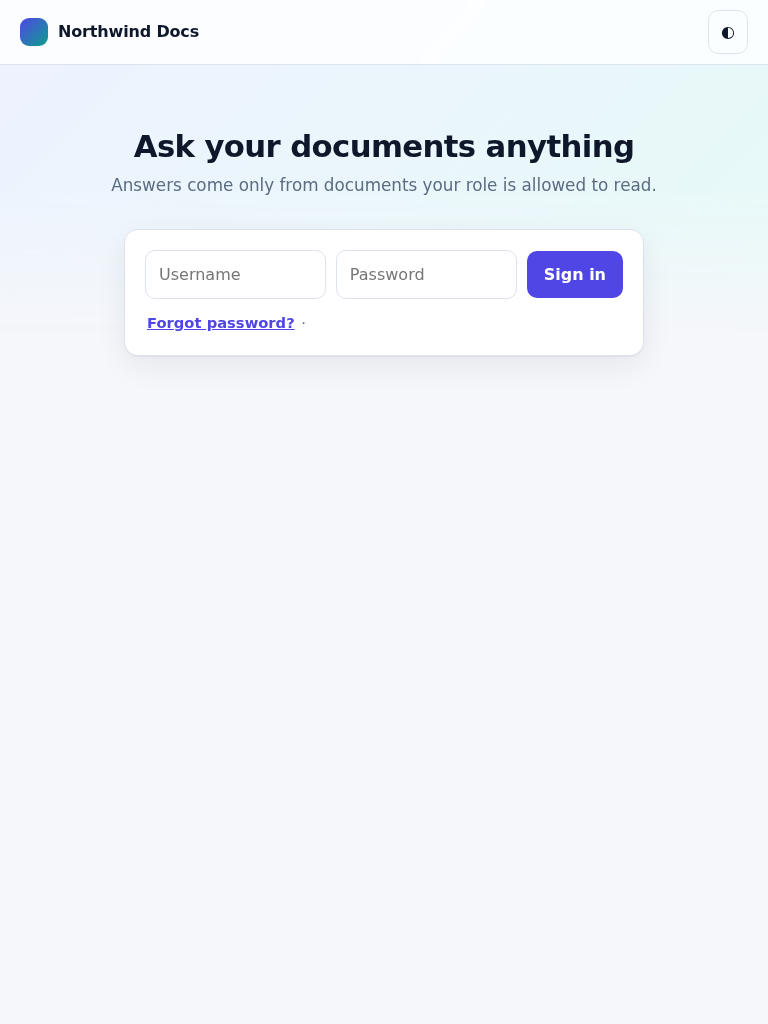 Northwind Docs
Ask your documents anything
Answers come only from documents your role is allowed to read.
Username Password Sign in
Forgot password? ·